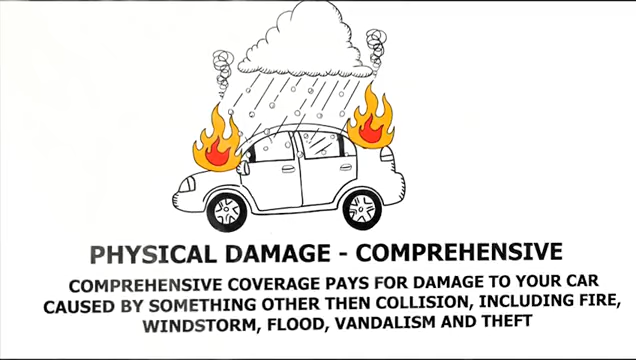 PHYSICAL DAMAGE - COMPREHENSIVE
COMPREHENSIVE COVERAGE PAYS FOR DAMAGE TO YOUR CAR
CAUSED BY SOMETHING OTHER THEN COLLISION, INCLUDING FIRE,
WINDSTORM, FLOOD, VANDALISM AND THEFT